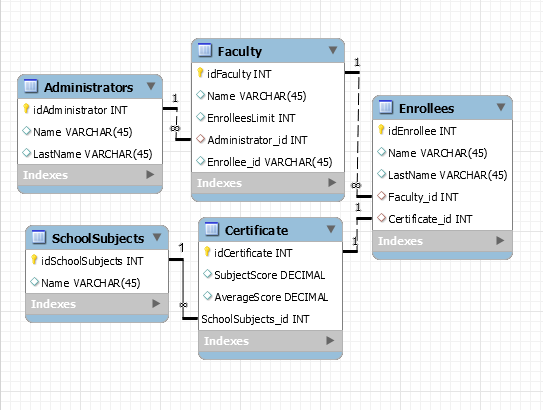 Administrators
idAdministrator INT
Name VARCHAR(45)
LastName VARCHAR(45)
Indexes
1
∞
Faculty
idFaculty INT
Name VARCHAR(45)
EnrolleesLimit INT
Administrator_id INT
Enrollee_id VARCHAR(45)
Indexes
1
∞
Enrollees
idEnrollee INT
Name VARCHAR(45)
LastName VARCHAR(45)
Faculty_id INT
Certificate_id INT
Indexes
SchoolSubjects
idSchoolSubjects INT
Name VARCHAR(45)
Indexes
1
∞
Certificate
idCertificate INT
SubjectScore DECIMAL
AverageScore DECIMAL
SchoolSubjects_id INT
Indexes
1
1